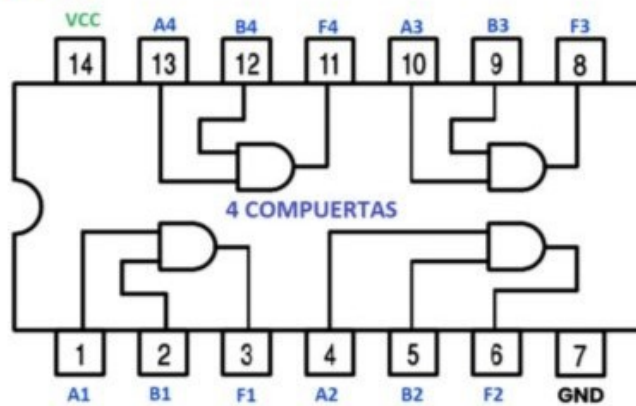 VCC A4 B4 F4 A3 B3 F3
14 13 12 11 10 9 8
4 COMPUERTAS
1 2 3 4 5 6 7
A1 B1 F1 A2 B2 F2 GND